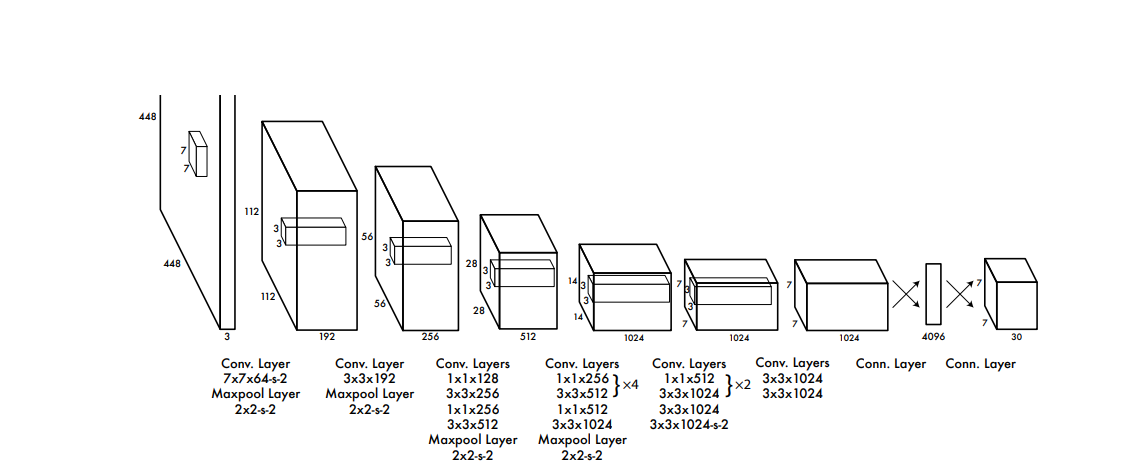 448
7
7
448
3
112
3
3
112
192
56
3
3
56
256
28
3
3
28
512
14
3
3
14
1024
7
3
3
7
1024
7
7
1024
4096
7
7
30
Conv. Layer
7x7x64-s-2
Maxpool Layer
2x2-s-2
Conv. Layer
3x3x192
Maxpool Layer
2x2-s-2
Conv. Layers
1x1x128
3x3x256
1x1x256
3x3x512
Maxpool Layer
2x2-s-2
Conv. Layers
1x1x256
3x3x512
}×4
1x1x512
3x3x1024
Maxpool Layer
2x2-s-2
Conv. Layers
1x1x512
3x3x1024
}×2
3x3x1024
3x3x1024-s-2
Conv. Layers
3x3x1024
3x3x1024
Conn. Layer
Conn. Layer